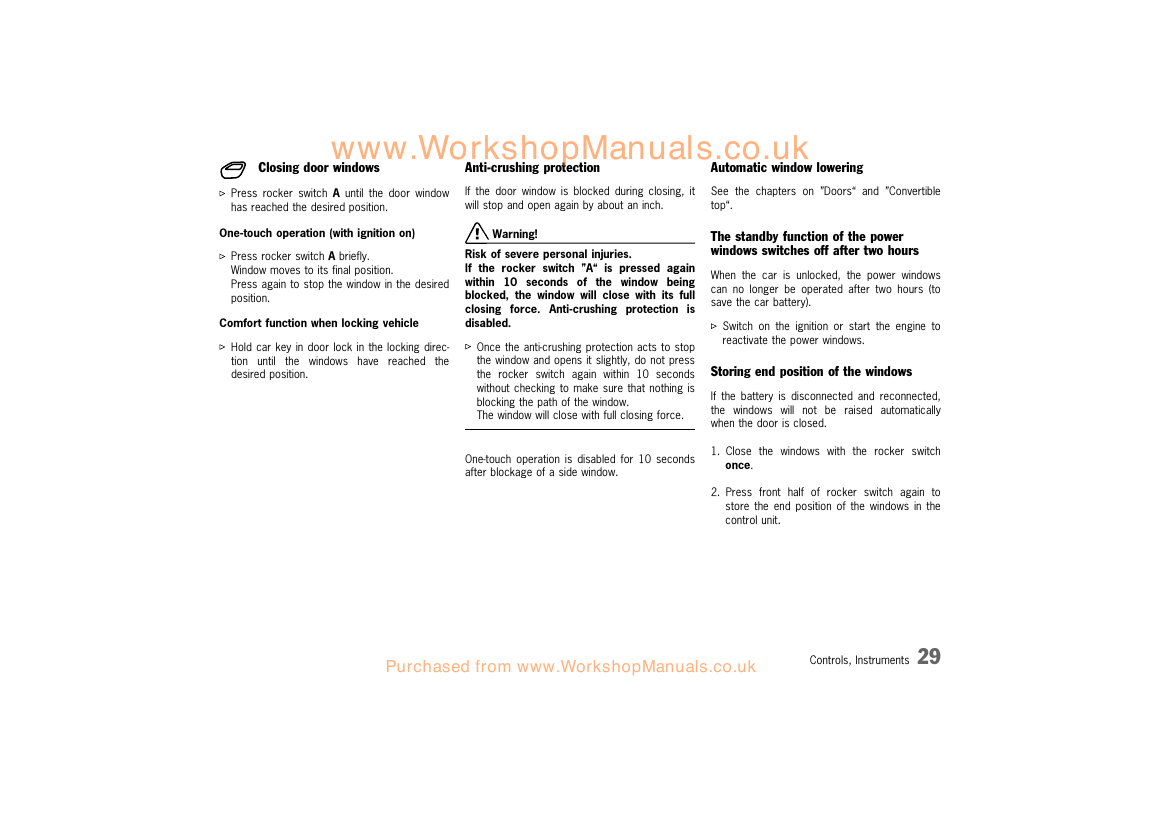 www.WorkshopManuals.co.uk
Closing door windows
⊳ Press rocker switch A until the door window
has reached the desired position.
One-touch operation (with ignition on)
⊳ Press rocker switch A briefly.
Window moves to its final position.
Press again to stop the window in the desired
position.
Comfort function when locking vehicle
⊳ Hold car key in door lock in the locking direc-
tion until the windows have reached the
desired position.
Anti-crushing protection
If the door window is blocked during closing, it
will stop and open again by about an inch.
Warning!
Risk of severe personal injuries.
If the rocker switch "A“ is pressed again
within 10 seconds of the window being
blocked, the window will close with its full
closing force. Anti-crushing protection is
disabled.
⊳ Once the anti-crushing protection acts to stop
the window and opens it slightly, do not press
the rocker switch again within 10 seconds
without checking to make sure that nothing is
blocking the path of the window.
The window will close with full closing force.
One-touch operation is disabled for 10 seconds
after blockage of a side window.
Automatic window lowering
See the chapters on "Doors“ and "Convertible
top“.
The standby function of the power
windows switches off after two hours
When the car is unlocked, the power windows
can no longer be operated after two hours (to
save the car battery).
⊳ Switch on the ignition or start the engine to
reactivate the power windows.
Storing end position of the windows
If the battery is disconnected and reconnected,
the windows will not be raised automatically
when the door is closed.
1. Close the windows with the rocker switch
once.
2. Press front half of rocker switch again to
store the end position of the windows in the
control unit.
Controls, Instruments 29
Purchased from www.WorkshopManuals.co.uk